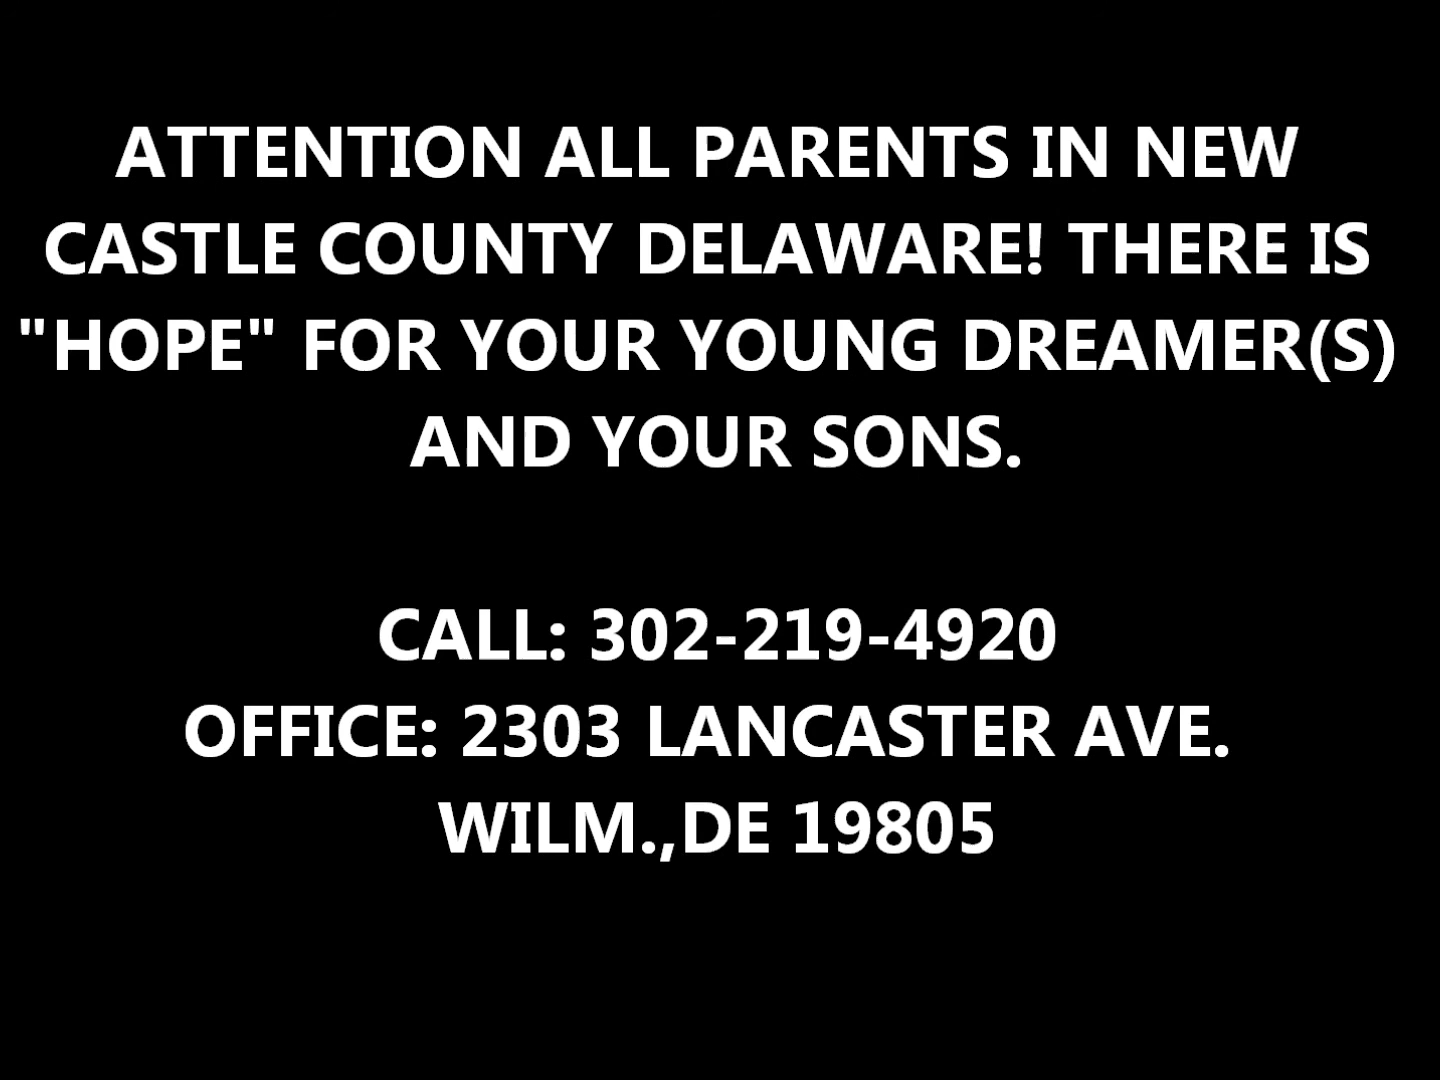 ATTENTION ALL PARENTS IN NEW
CASTLE COUNTY DELAWARE! THERE IS
"HOPE" FOR YOUR YOUNG DREAMER(S)
AND YOUR SONS.
CALL: 302-219-4920
OFFICE: 2303 LANCASTER AVE.
WILM.,DE 19805